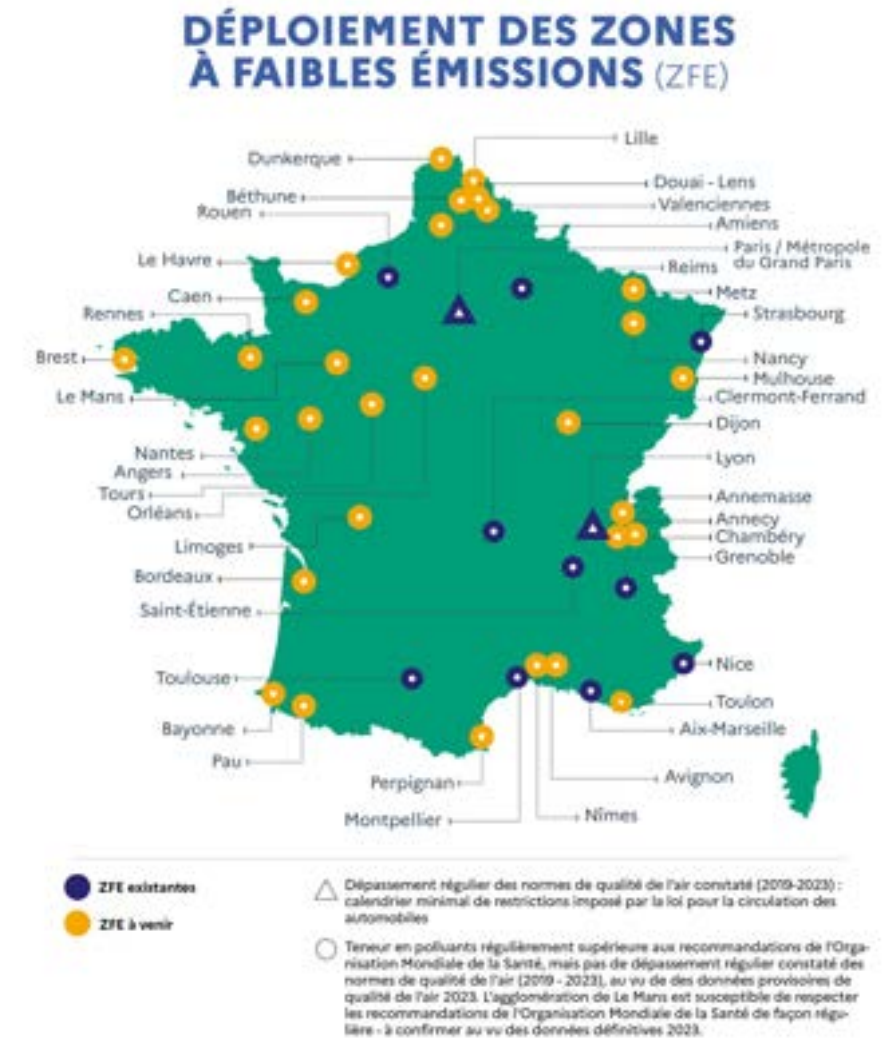 DÉPLOIEMENT DES ZONES
À FAIBLES ÉMISSIONS (ZFE)
Lille
Dunkerque
Douai - Lens
Béthune
Valenciennes
Rouen
Amiens
Paris / Métropole
du Grand Paris
Le Havre
Reims
Metz
Caen
Rennes
Strasbourg
Brest
Nancy
Mulhouse
Le Mans
Clermont-Ferrand
Dijon
Nantes
Lyon
Angers
Tours
Annemasse
Orléans
Annecy
Chambéry
Limoges
Grenoble
Bordeaux
Saint-Étienne
Nice
Toulouse
Toulon
Bayonne
Aix-Marseille
Pau
Avignon
Perpignan
Nîmes
Montpellier
ZFE existantes
ZFE à venir
Dépassement régulier des normes de qualité de l'air constaté (2019-2023) :
calendrier minimal de restrictions imposé par la loi pour la circulation des
automobiles
Teneur en polluants régulièrement supérieure aux recommandations de l'Orga-
nisation Mondiale de la Santé, mais pas de dépassement régulier constaté des
normes de qualité de l'air (2019 - 2023), au vu de des données provisoires de
qualité de l'air 2023. L'agglomération de Le Mans est susceptible de respecter
les recommandations de l'Organisation Mondiale de la Santé de façon régu-
lière - à confirmer au vu des données définitives 2023.